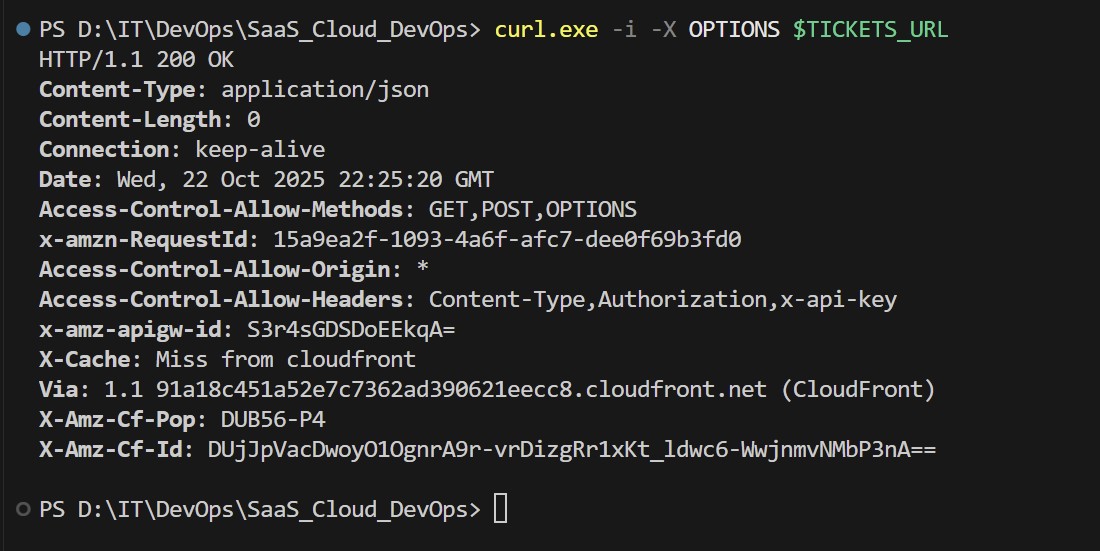 PS D:\IT\DevOps\SaaS_Cloud_DevOps> curl.exe -i -X OPTIONS $TICKETS_URL
HTTP/1.1 200 OK
Content-Type: application/json
Content-Length: 0
Connection: keep-alive
Date: Wed, 22 Oct 2025 22:25:20 GMT
Access-Control-Allow-Methods: GET,POST,OPTIONS
x-amzn-RequestId: 15a9ea2f-1093-4a6f-afc7-dee0f69b3fd0
Access-Control-Allow-Origin: *
Access-Control-Allow-Headers: Content-Type,Authorization,x-api-key
x-amz-apigw-id: S3r4sGDSDoEEkqA=
X-Cache: Miss from cloudfront
Via: 1.1 91a18c451a52e7c7362ad390621eecc8.cloudfront.net (CloudFront)
X-Amz-Cf-Pop: DUB56-P4
X-Amz-Cf-Id: DUjJpVacDwoyO1OgnrA9r-vrDizgRr1xKt_ldwc6-WwjnmvNMbP3nA==
PS D:\IT\DevOps\SaaS_Cloud_DevOps>